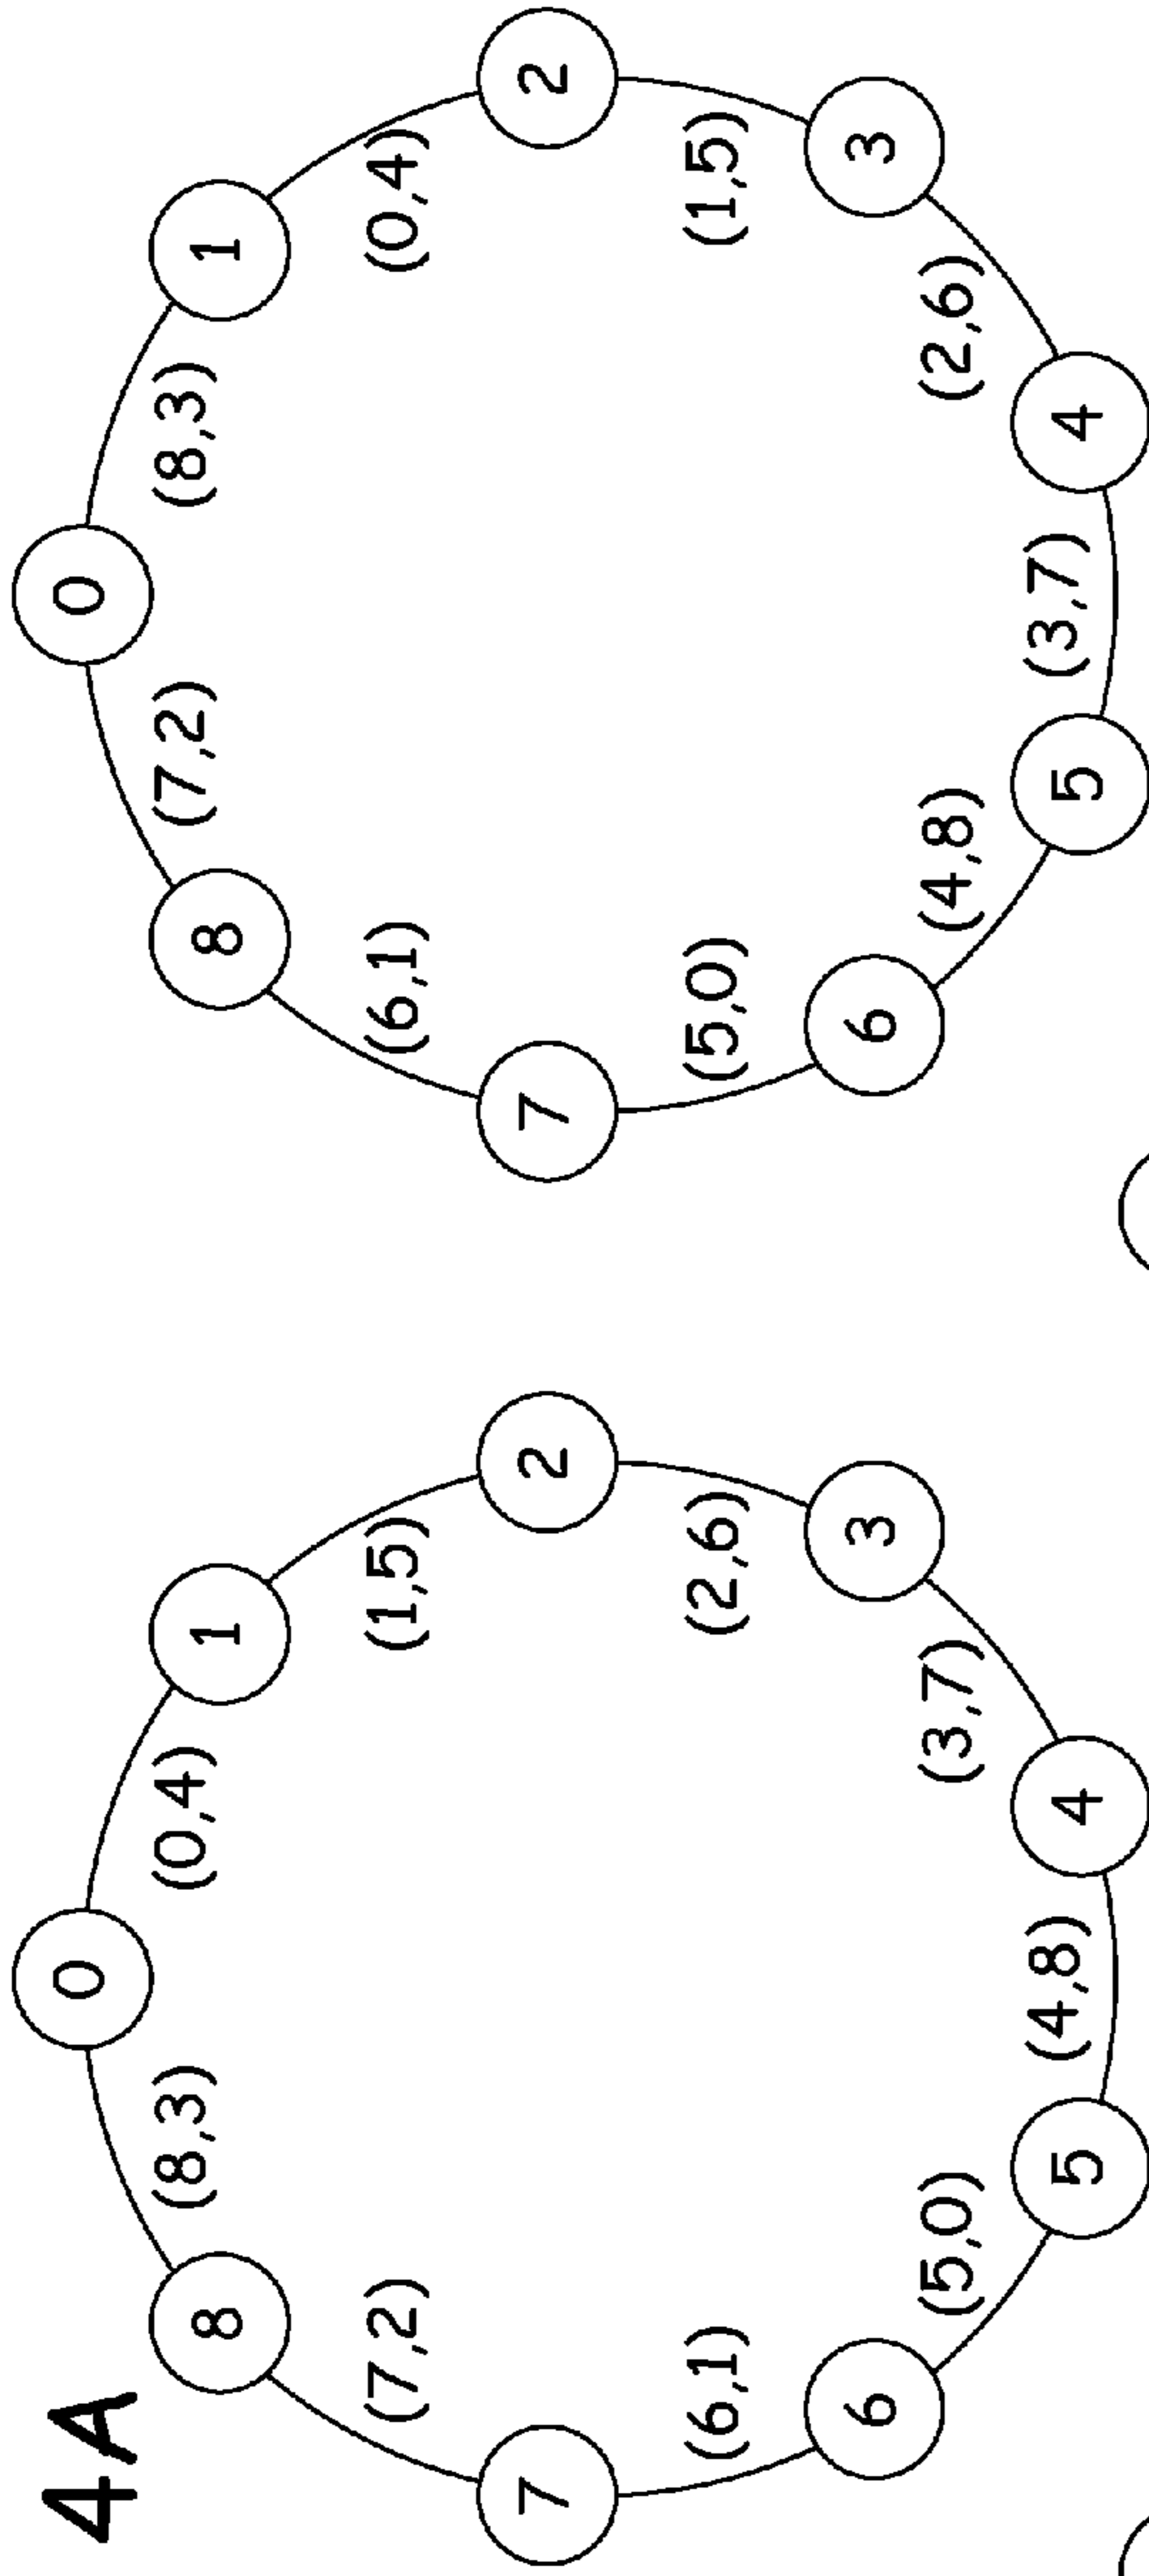 4A
0
8 (8,3) (0,4) 1
(7,2) (1,5)
7 2
(6,1) (2,6)
6 3
(5,0) (3,7)
5 (4,8) 4
0
8 (7,2) (8,3) 1
(6,1) (0,4)
7 2
(5,0) (1,5)
6 3
(4,8) (2,6)
5 (3,7) 4